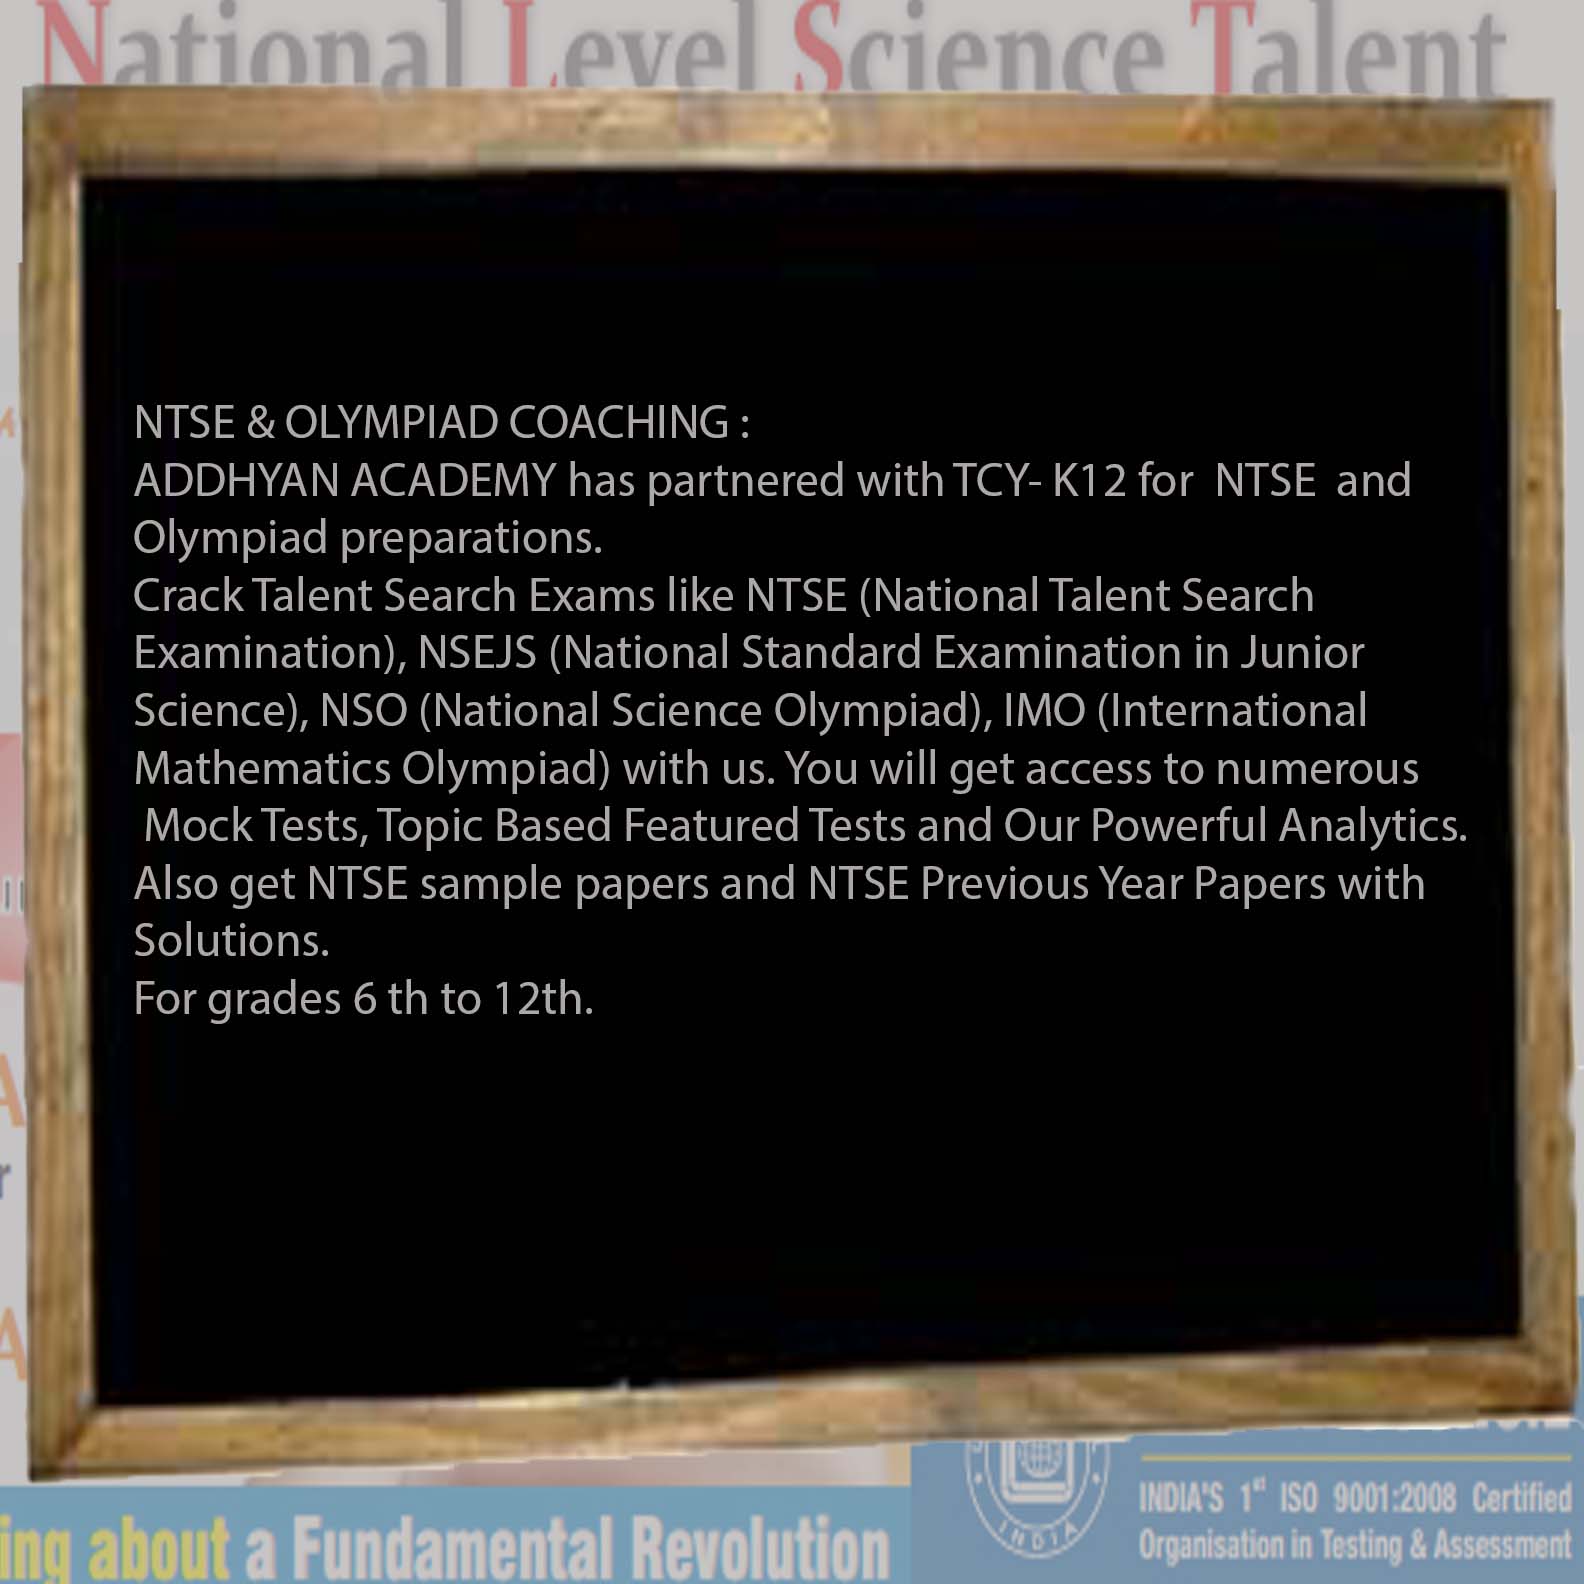 National Level Science Talent
NTSE & OLYMPIAD COACHING :
ADDHYAN ACADEMY has partnered with TCY- K12 for NTSE and
Olympiad preparations.
Crack Talent Search Exams like NTSE (National Talent Search
Examination), NSEJS (National Standard Examination in Junior
Science), NSO (National Science Olympiad), IMO (International
Mathematics Olympiad) with us. You will get access to numerous
Mock Tests, Topic Based Featured Tests and Our Powerful Analytics.
Also get NTSE sample papers and NTSE Previous Year Papers with
Solutions.
For grades 6 th to 12th.
INDIA
INDIA'S 1st ISO 9001:2008 Certified
Organisation in Testing & Assessment
ing about a Fundamental Revolution